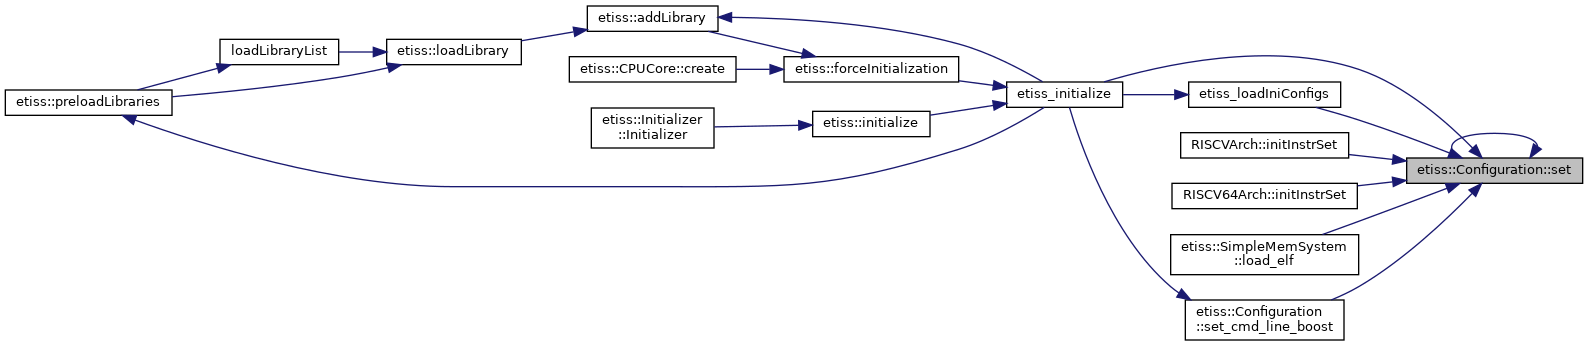 etiss::addLibrary
loadLibraryList
etiss::loadLibrary
etiss::CPUCore::create
etiss::forceInitialization
etiss::preloadLibraries
etiss_initialize
etiss_loadIniConfigs
etiss::Initializer
::Initializer
etiss::initialize
RISCVArch::initInstrSet
etiss::Configuration::set
RISCV64Arch::initInstrSet
etiss::SimpleMemSystem
::load_elf
etiss::Configuration
::set_cmd_line_boost